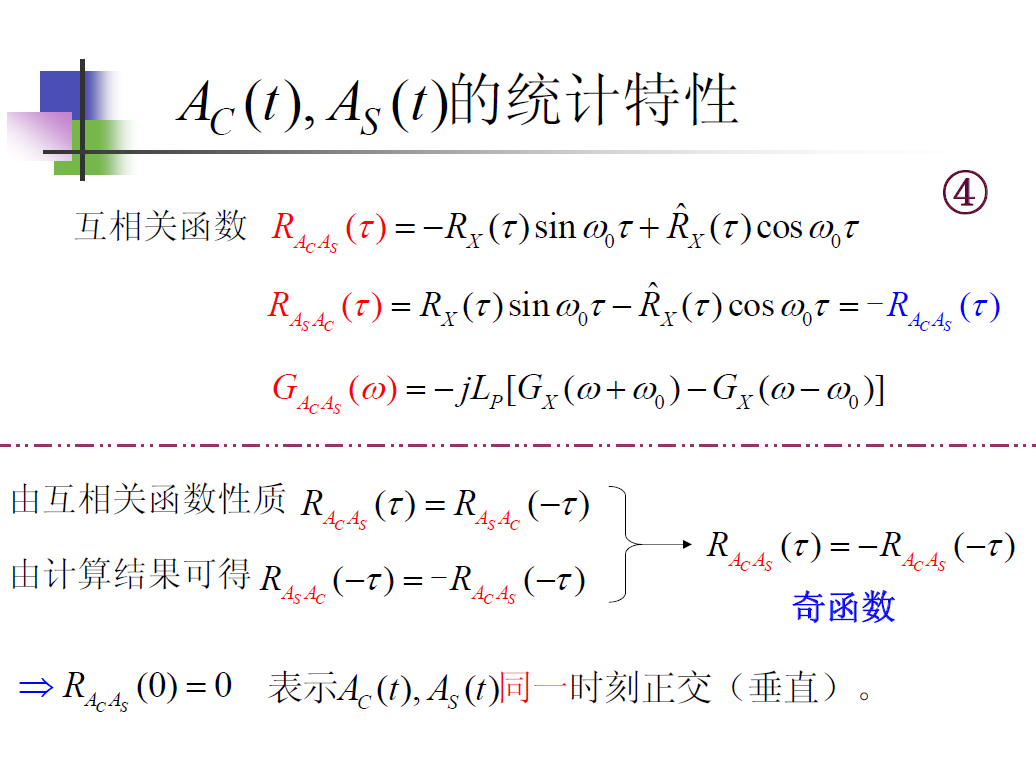 A_C(t), A_S(t)的统计特性
④
互相关函数 R_{A_C A_S}(τ) = −R_X(τ)sin ω_0τ + R̂_X(τ)cos ω_0τ
R_{A_S A_C}(τ) = R_X(τ)sin ω_0τ − R̂_X(τ)cos ω_0τ = −R_{A_C A_S}(τ)
G_{A_C A_S}(ω) = −jL_P[G_X(ω + ω_0) − G_X(ω − ω_0)]
由互相关函数性质 R_{A_C A_S}(τ) = R_{A_S A_C}(−τ)
由计算结果可得 R_{A_S A_C}(−τ) = −R_{A_C A_S}(−τ)
R_{A_C A_S}(τ) = −R_{A_C A_S}(−τ)
奇函数
⇒ R_{A_C A_S}(0) = 0 表示A_C(t), A_S(t)同一时刻正交（垂直）。